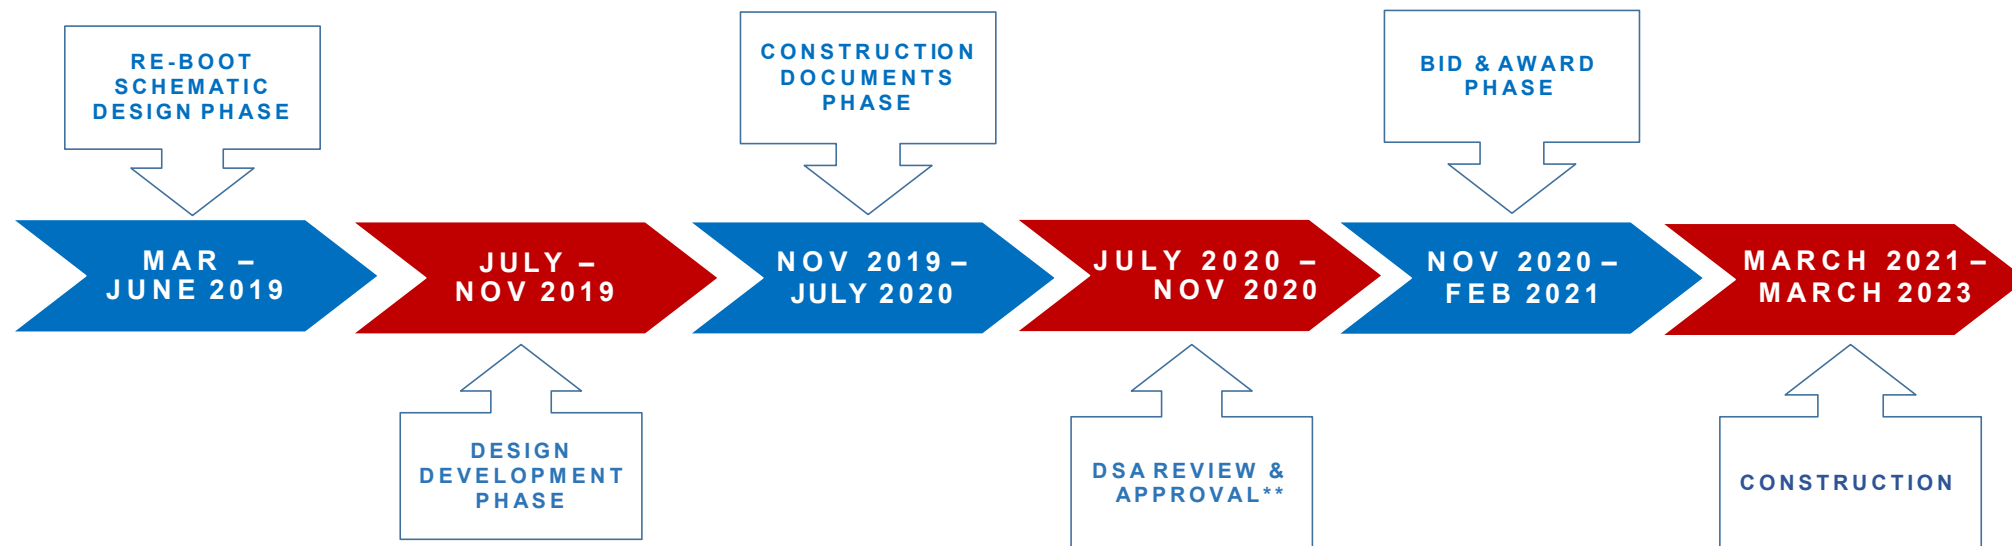 RE-BOOT
SCHEMATIC
DESIGN PHASE
CONSTRUCTION
DOCUMENTS
PHASE
BID & AWARD
PHASE
MAR –
JUNE 2019
JULY –
NOV 2019
NOV 2019 –
JULY 2020
JULY 2020 –
NOV 2020
NOV 2020 –
FEB 2021
MARCH 2021 –
MARCH 2023
DESIGN
DEVELOPMENT
PHASE
DSA REVIEW &
APPROVAL**
CONSTRUCTION